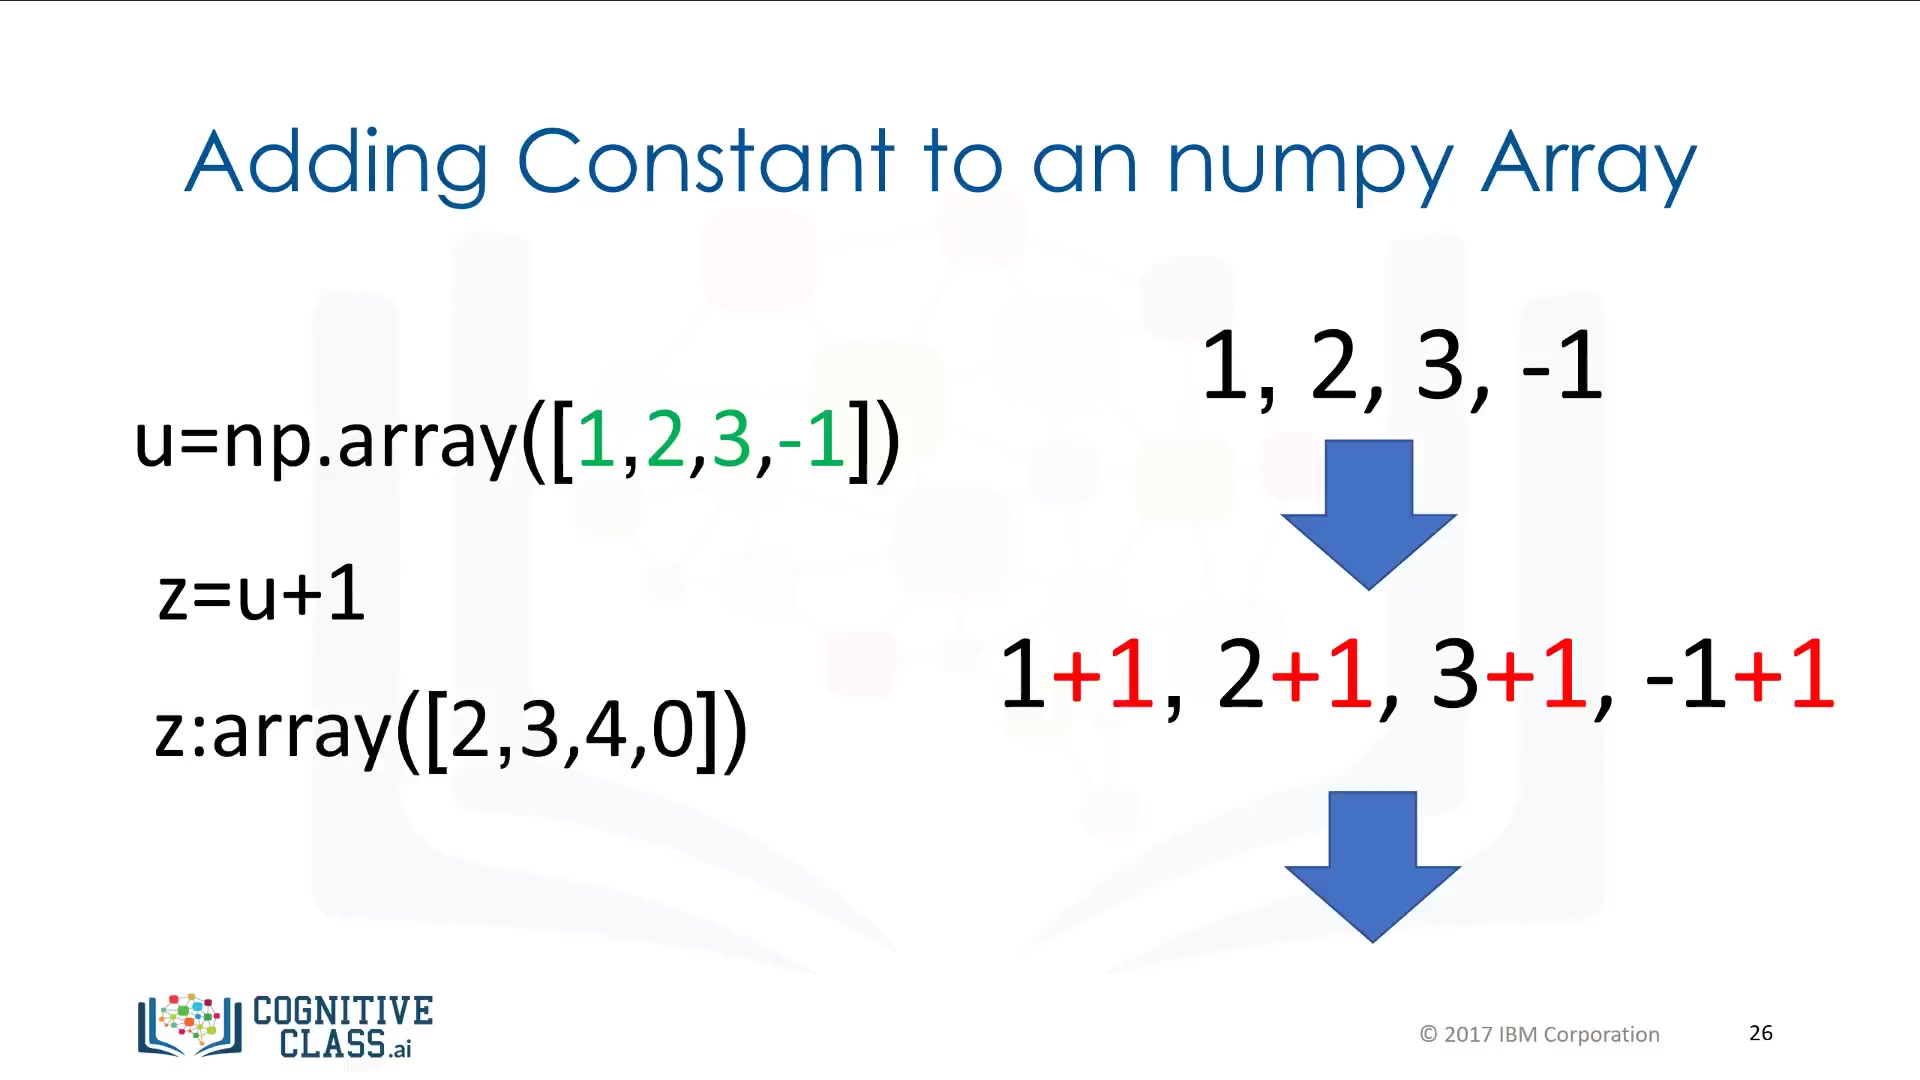 Adding Constant to an numpy Array
u=np.array([1,2,3,-1])
z=u+1
z:array([2,3,4,0])
1, 2, 3, -1
1+1, 2+1, 3+1, -1+1
COGNITIVE
CLASS.ai
© 2017 IBM Corporation
26